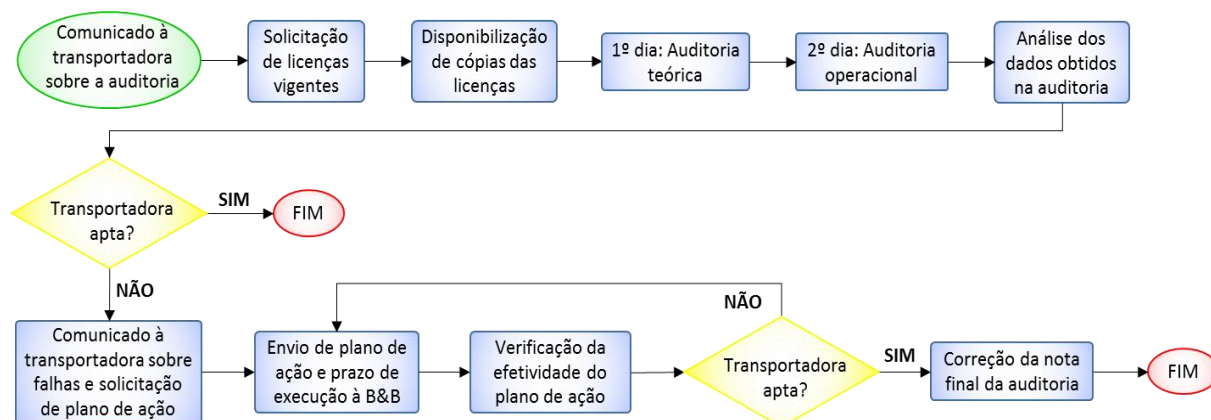 Comunicado à
transportadora
sobre a auditoria
Solicitação
de licenças
vigentes
Disponibilização
de cópias das
licenças
1º dia: Auditoria
teórica
2º dia: Auditoria
operacional
Análise dos
dados obtidos
na auditoria
Transportadora
apta?
SIM
FIM
NÃO
Comunicado à
transportadora sobre
falhas e solicitação
de plano de ação
Envio de plano de
ação e prazo de
execução à B&B
Verificação da
efetividade do
plano de ação
NÃO
Transportadora
apta?
SIM
Correção da nota
final da auditoria
FIM